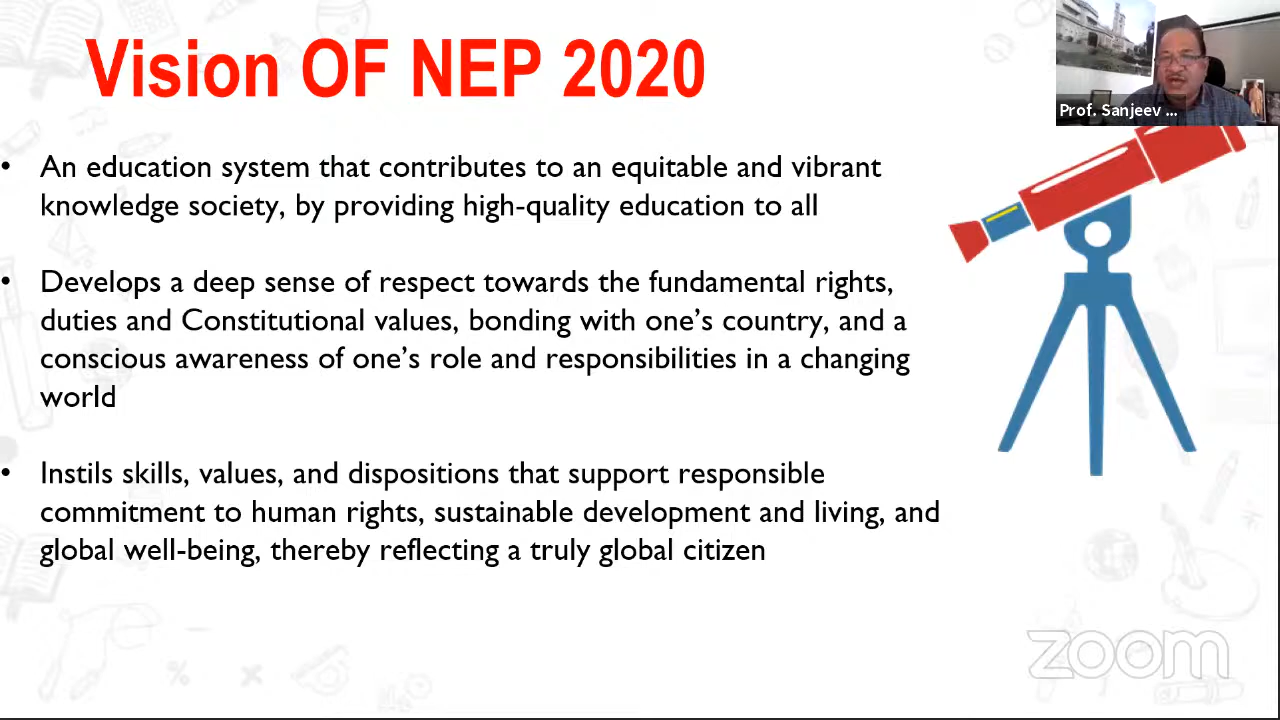 Vision OF NEP 2020
Prof. Sanjeev ...
• An education system that contributes to an equitable and vibrant
knowledge society, by providing high-quality education to all
• Develops a deep sense of respect towards the fundamental rights,
duties and Constitutional values, bonding with one's country, and a
conscious awareness of one's role and responsibilities in a changing
world
• Instils skills, values, and dispositions that support responsible
commitment to human rights, sustainable development and living, and
global well-being, thereby reflecting a truly global citizen
zoom